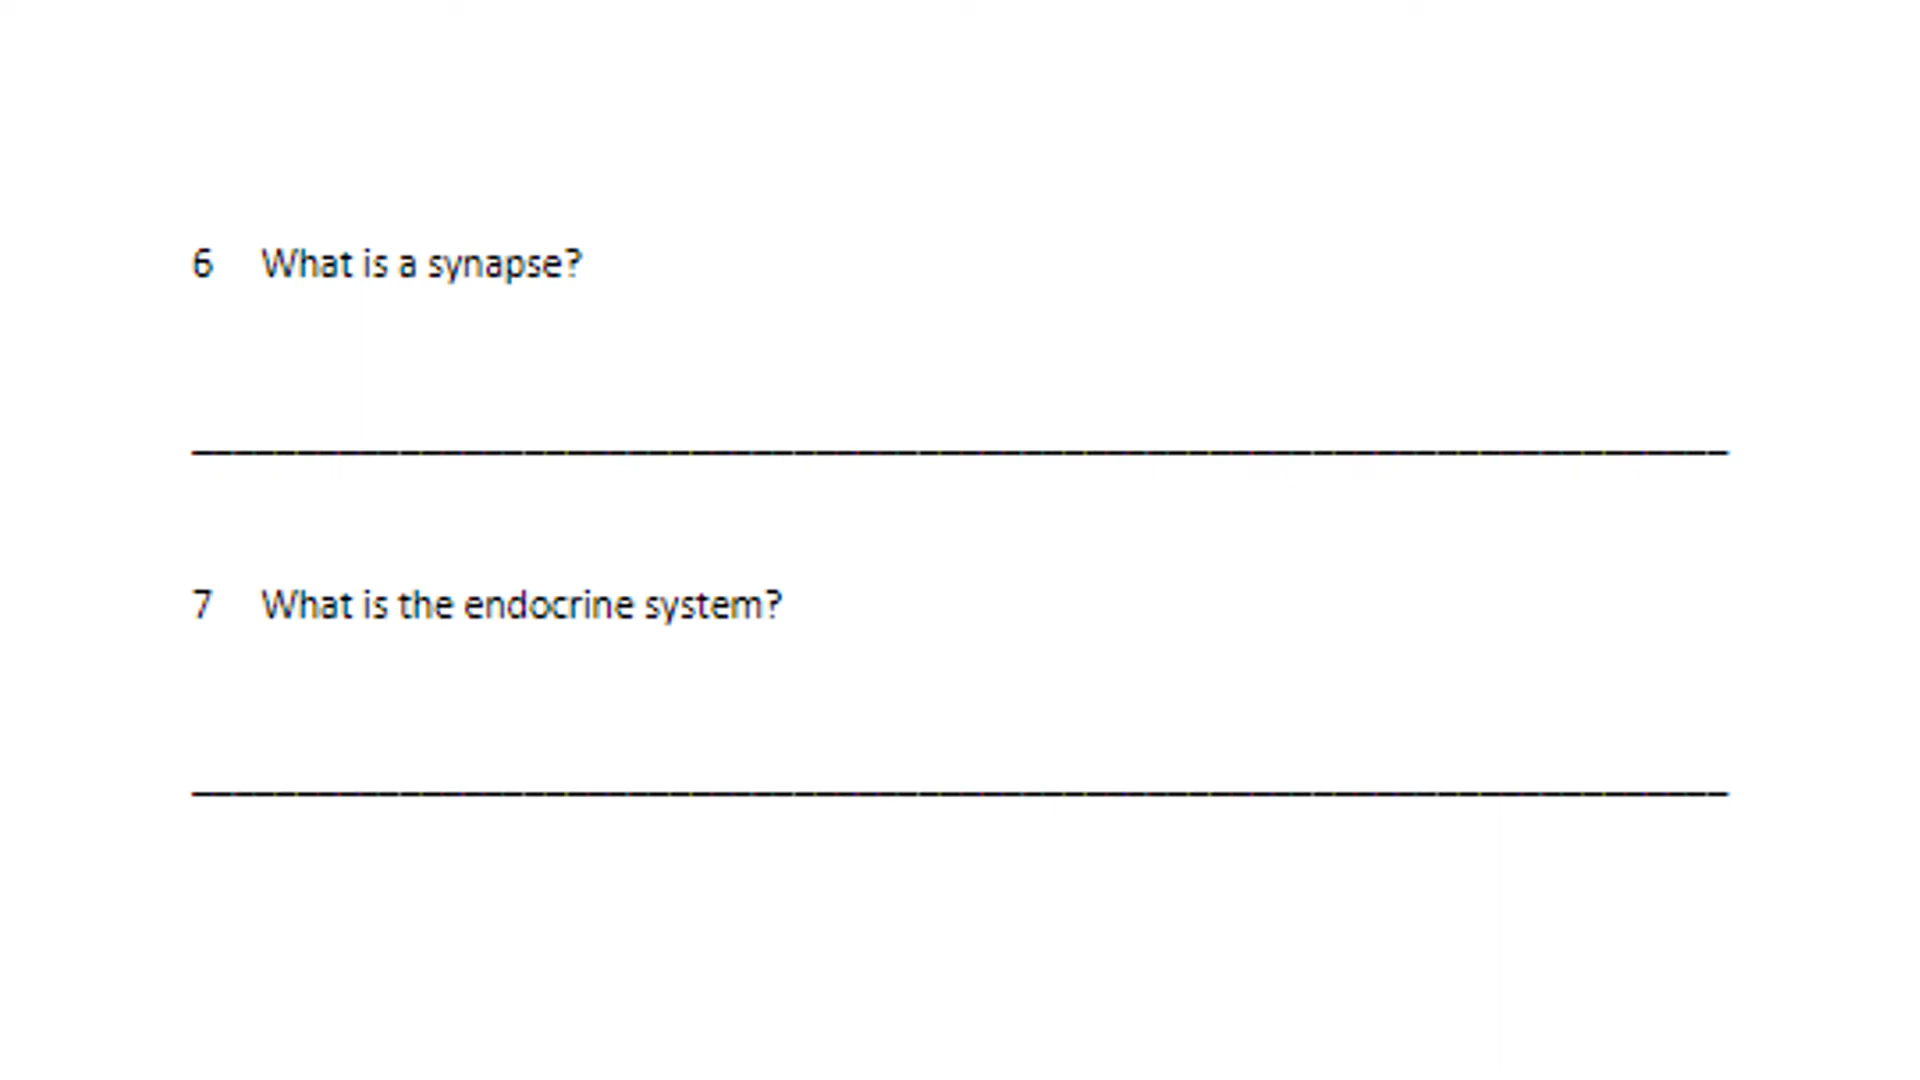 6 What is a synapse?
7 What is the endocrine system?